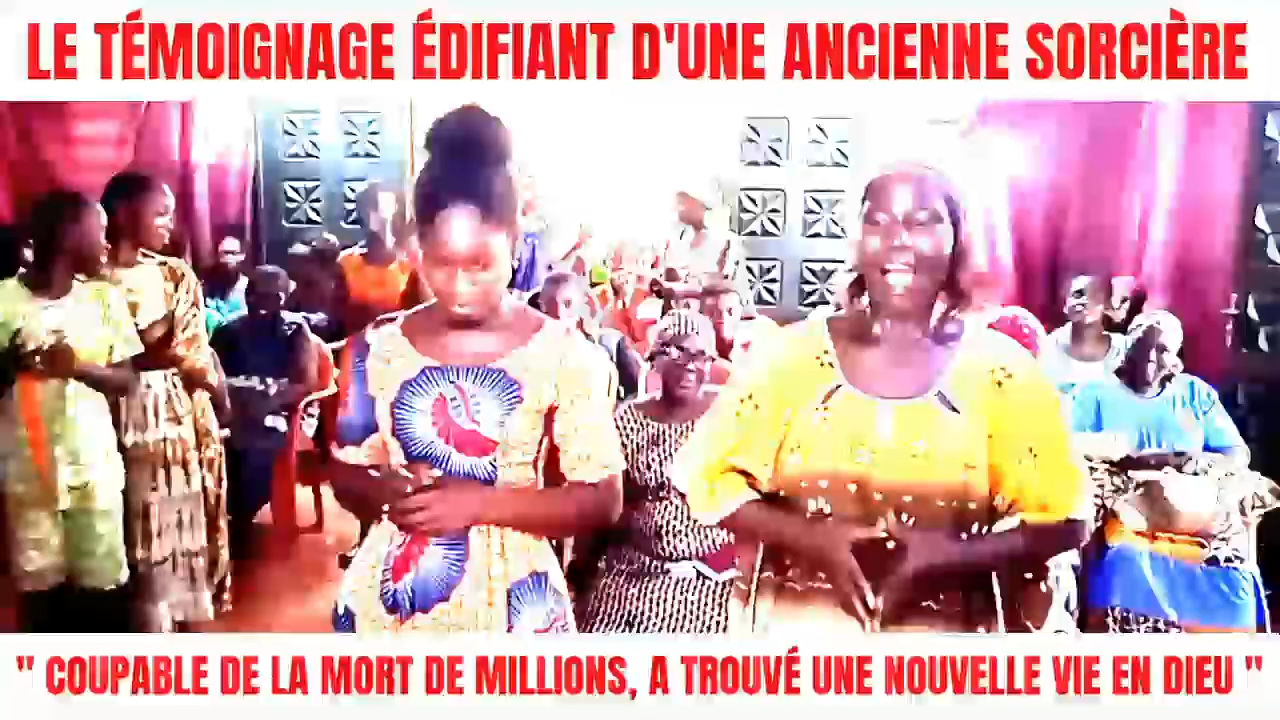 LE TÉMOIGNAGE ÉDIFIANT D'UNE ANCIENNE SORCIÈRE
" COUPABLE DE LA MORT DE MILLIONS, A TROUVÉ UNE NOUVELLE VIE EN DIEU "